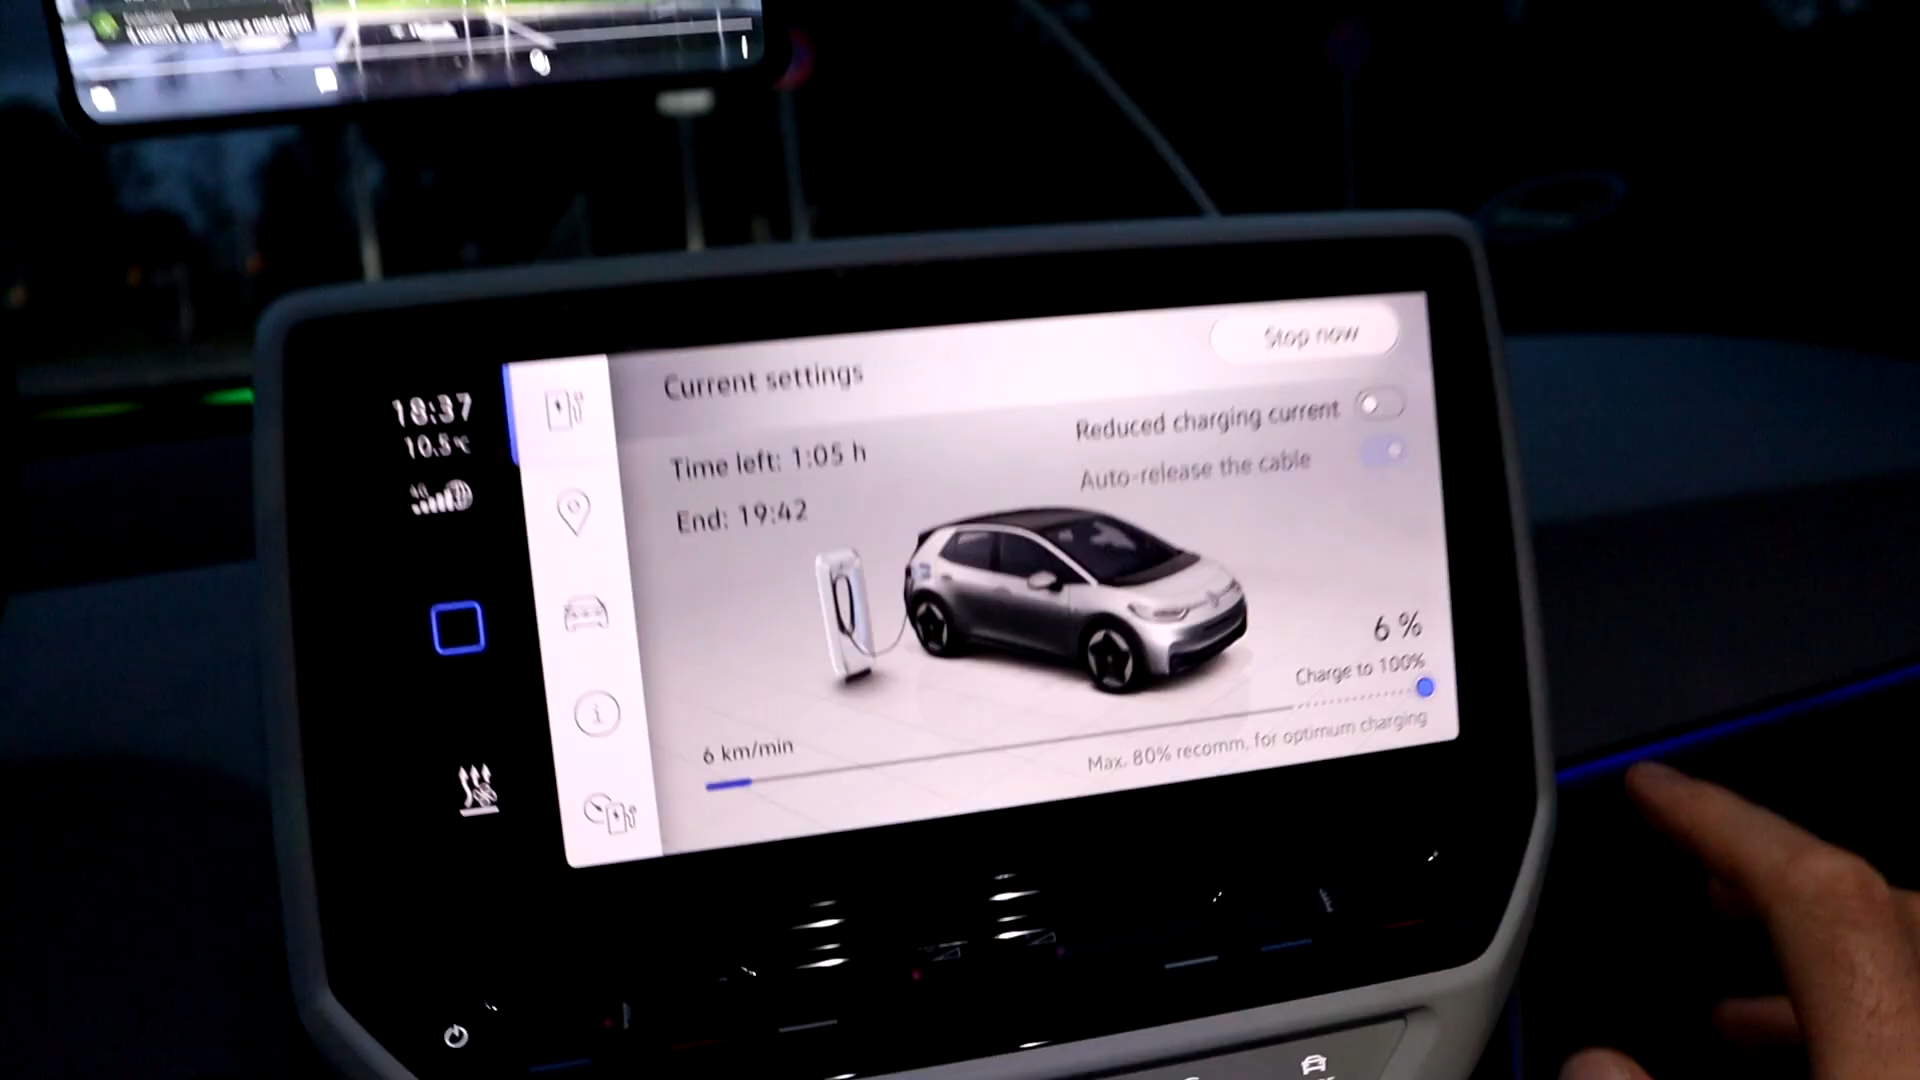 18:37
10.5°C
4G
Current settings
Stop now
Time left: 1:05 h
End: 19:42
Reduced charging current
Auto-release the cable
6 %
Charge to 100%
6 km/min
Max. 80% recomm. for optimum charging